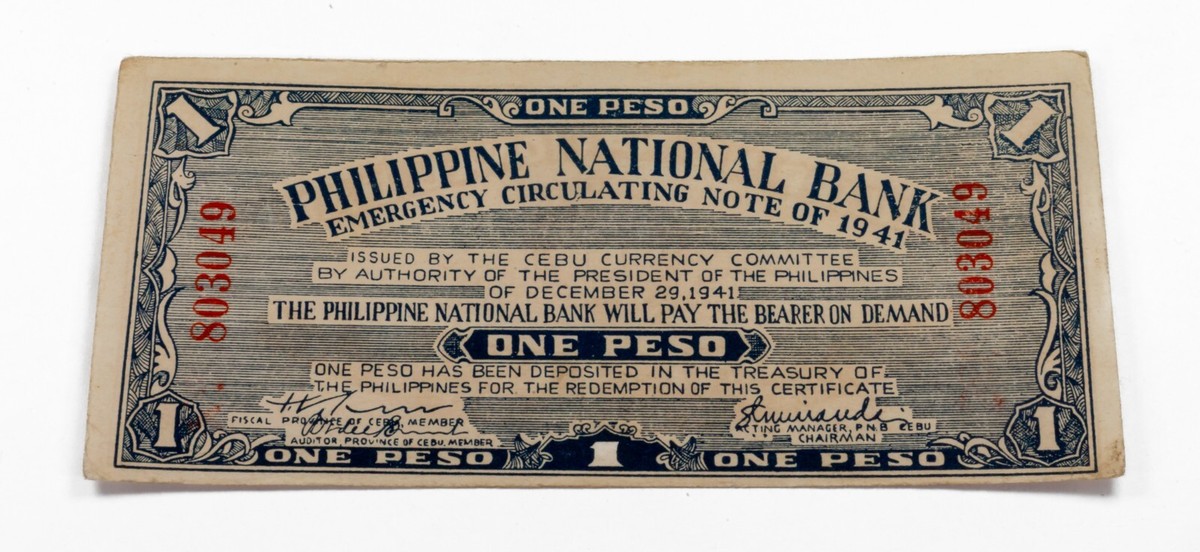 1
ONE PESO
1
PHILIPPINE NATIONAL BANK
EMERGENCY CIRCULATING NOTE OF 1941
803049
803049
ISSUED BY THE CEBU CURRENCY COMMITTEE
BY AUTHORITY OF THE PRESIDENT OF THE PHILIPPINES
OF DECEMBER 29, 1941
THE PHILIPPINE NATIONAL BANK WILL PAY THE BEARER ON DEMAND
ONE PESO
ONE PESO HAS BEEN DEPOSITED IN THE TREASURY OF
THE PHILIPPINES FOR THE REDEMPTION OF THIS CERTIFICATE
1
FISCAL PROVINCE OF CEBU, MEMBER
AUDITOR, PROVINCE OF CEBU, MEMBER
ACTING MANAGER, P.N.B CEBU
CHAIRMAN
1
ONE PESO
1
ONE PESO